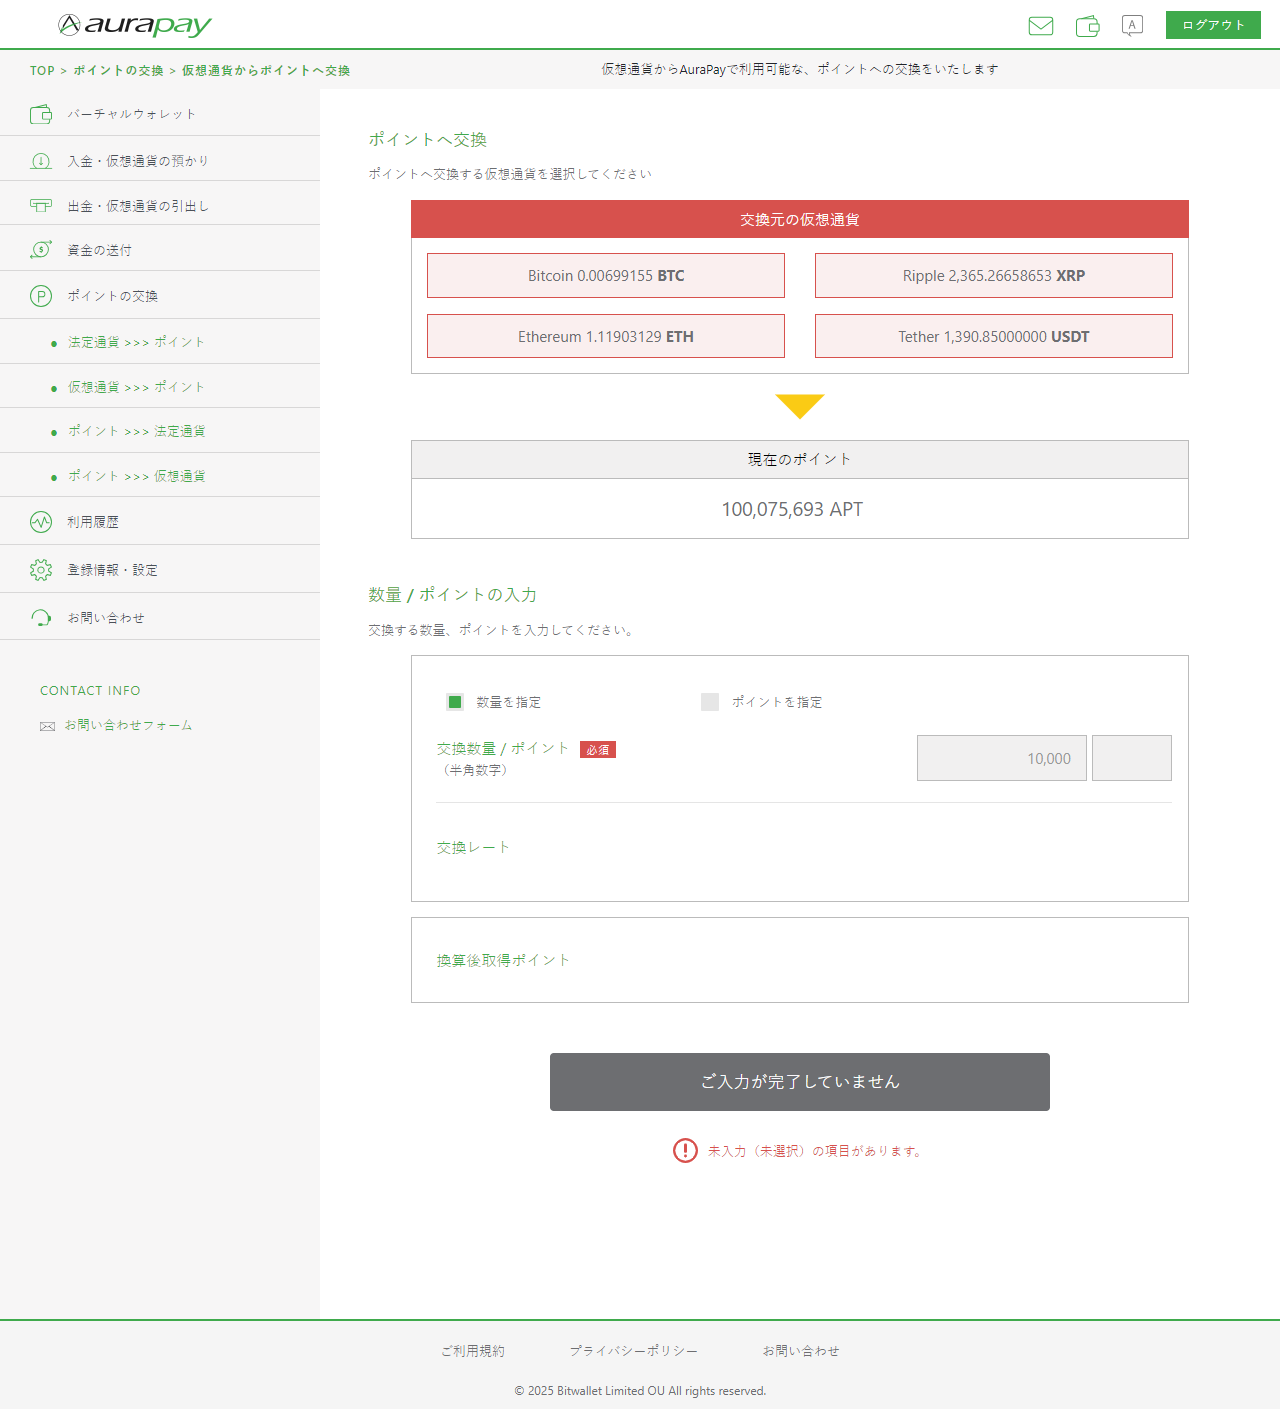 aurapay
A
ログアウト
TOP > ポイントの交換 > 仮想通貨からポイントへ交換
仮想通貨からAuraPayで利用可能な、ポイントへの交換をいたします
バーチャルウォレット
入金・仮想通貨の預かり
出金・仮想通貨の引出し
資金の送付
ポイントの交換
法定通貨 >>> ポイント
仮想通貨 >>> ポイント
ポイント >>> 法定通貨
ポイント >>> 仮想通貨
利用履歴
登録情報・設定
お問い合わせ
CONTACT INFO
お問い合わせフォーム
ポイントへ交換
ポイントへ交換する仮想通貨を選択してください
交換元の仮想通貨
Bitcoin 0.00699155 BTC
Ripple 2,365.26658653 XRP
Ethereum 1.11903129 ETH
Tether 1,390.85000000 USDT
現在のポイント
100,075,693 APT
数量 / ポイントの入力
交換する数量、ポイントを入力してください。
数量を指定
ポイントを指定
交換数量 / ポイント 必須
（半角数字）
10,000
交換レート
換算後取得ポイント
ご入力が完了していません
未入力（未選択）の項目があります。
ご利用規約
プライバシーポリシー
お問い合わせ
© 2025 Bitwallet Limited OU All rights reserved.